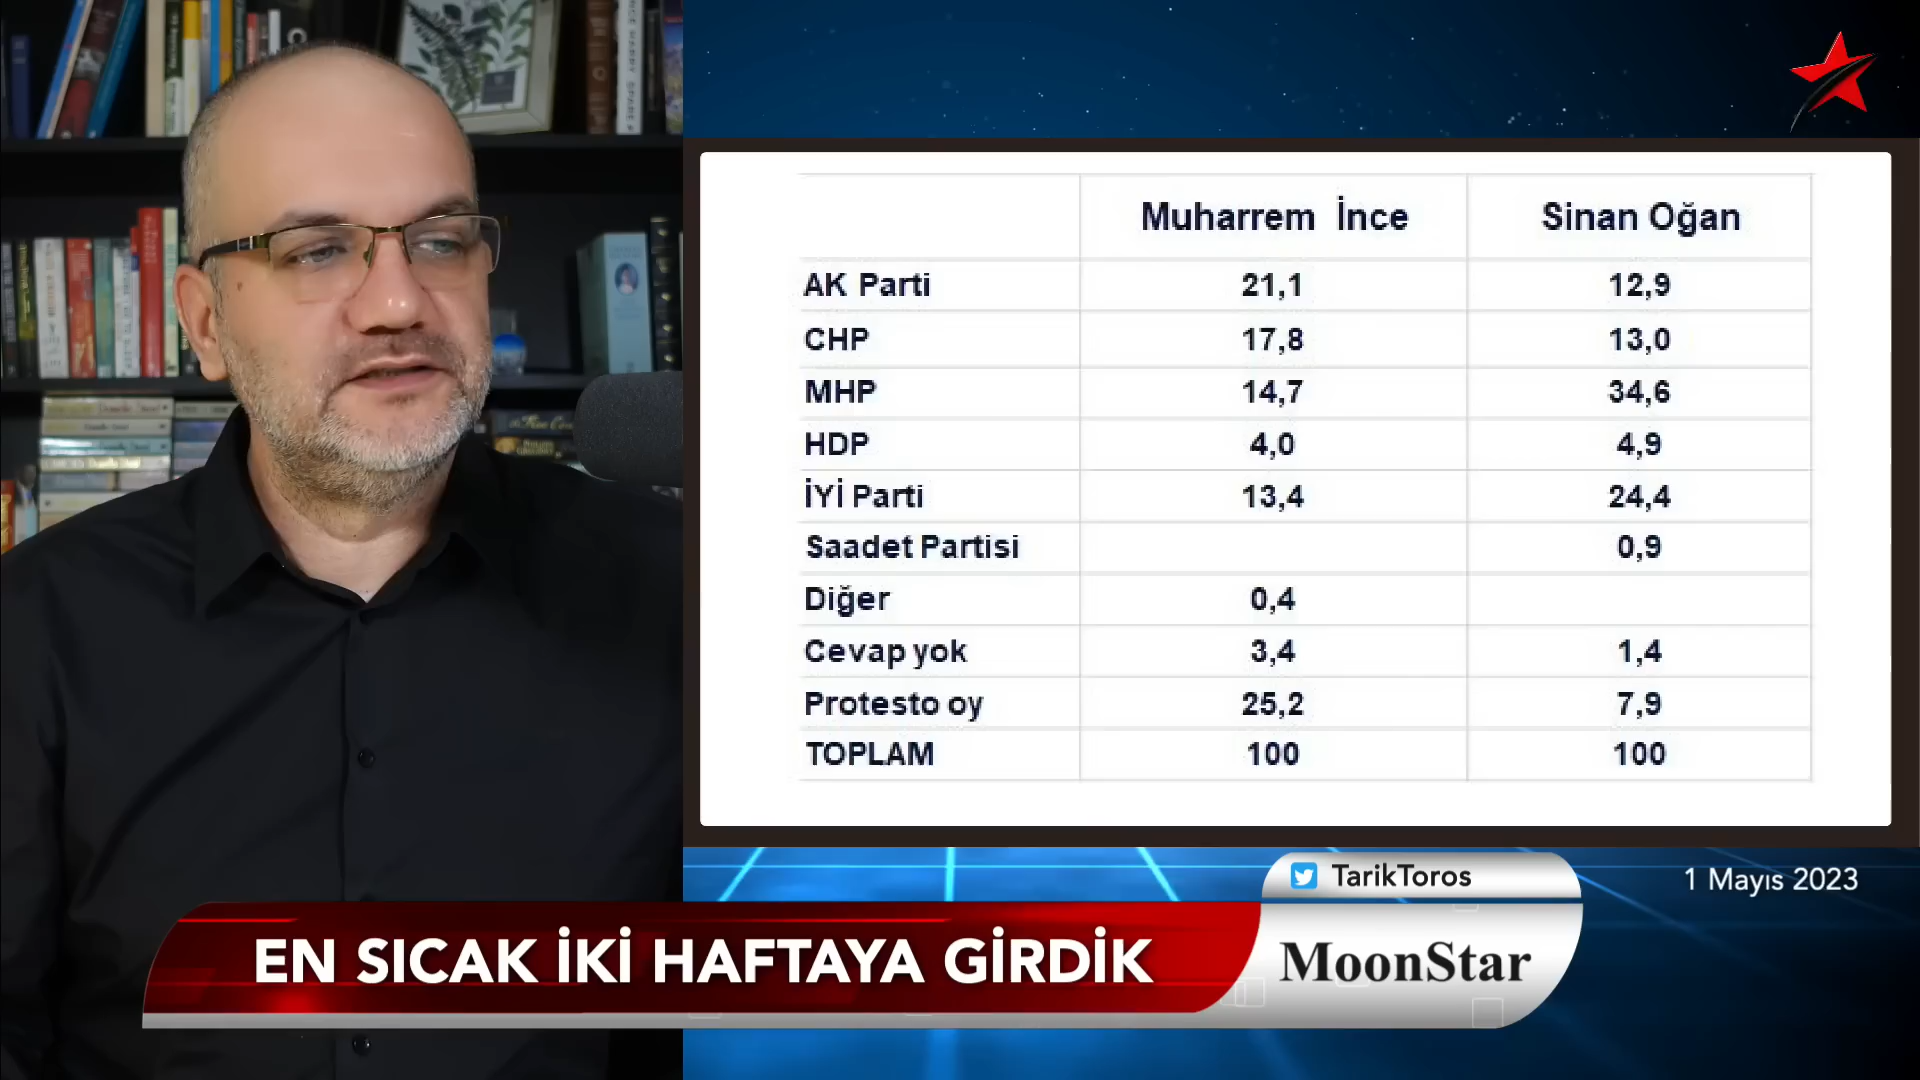 Muharrem İnce Sinan Oğan
AK Parti 21,1 12,9
CHP 17,8 13,0
MHP 14,7 34,6
HDP 4,0 4,9
İYİ Parti 13,4 24,4
Saadet Partisi 0,9
Diğer 0,4
Cevap yok 3,4 1,4
Protesto oy 25,2 7,9
TOPLAM 100 100
TarikToros
1 Mayıs 2023
EN SICAK İKİ HAFTAYA GİRDİK
MoonStar